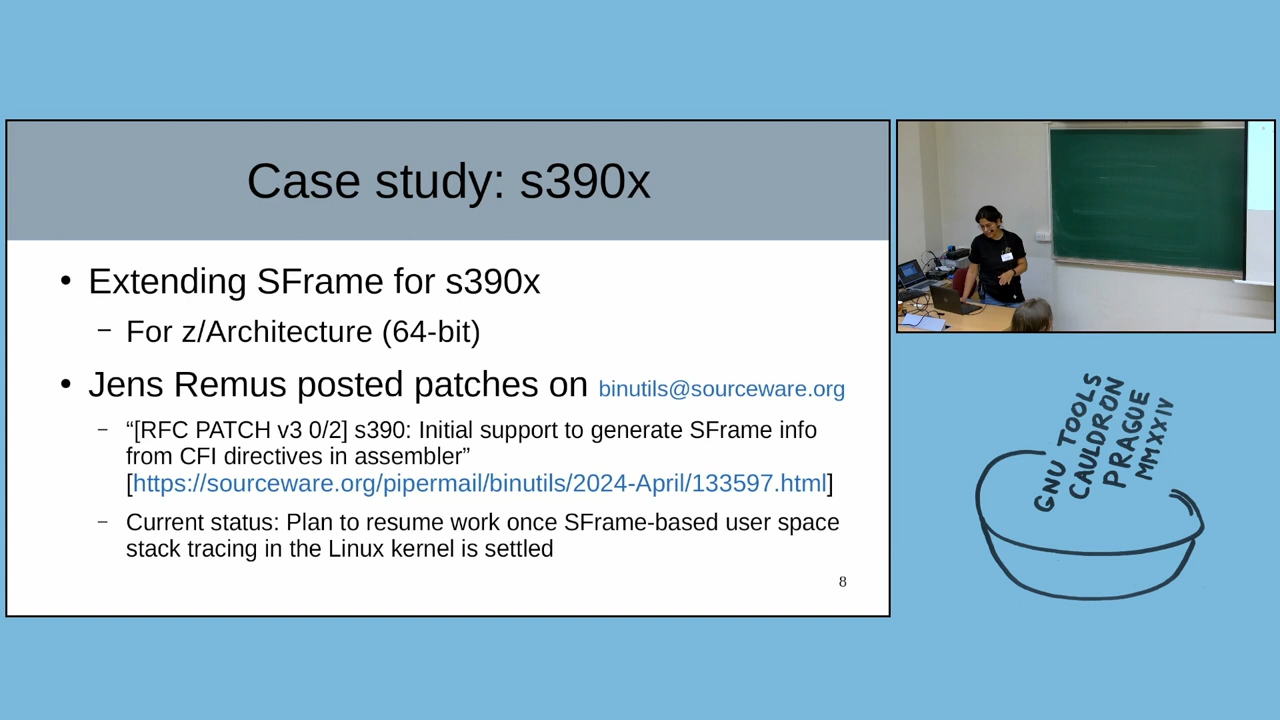 Case study: s390x
• Extending SFrame for s390x
– For z/Architecture (64-bit)
• Jens Remus posted patches on binutils@sourceware.org
– “[RFC PATCH v3 0/2] s390: Initial support to generate SFrame info
from CFI directives in assembler”
[https://sourceware.org/pipermail/binutils/2024-April/133597.html]
– Current status: Plan to resume work once SFrame-based user space
stack tracing in the Linux kernel is settled
8
GNU TOOLS
CAULDRON
PRAGUE
MMXXIV